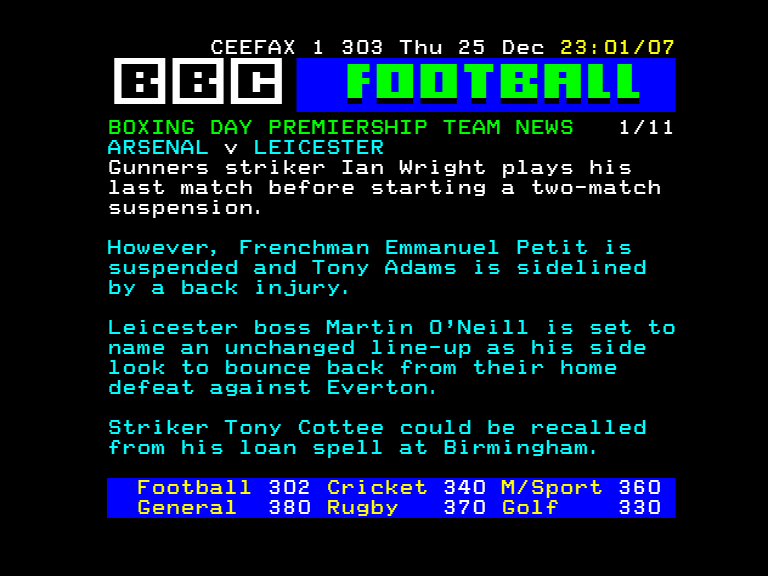 CEEFAX 1 303 Thu 25 Dec 23:01/07
BBC FOOTBALL
BOXING DAY PREMIERSHIP TEAM NEWS 1/11
ARSENAL v LEICESTER
Gunners striker Ian Wright plays his
last match before starting a two-match
suspension.
However, Frenchman Emmanuel Petit is
suspended and Tony Adams is sidelined
by a back injury.
Leicester boss Martin O'Neill is set to
name an unchanged line-up as his side
look to bounce back from their home
defeat against Everton.
Striker Tony Cottee could be recalled
from his loan spell at Birmingham.
Football 302 Cricket 340 M/Sport 360
General 380 Rugby 370 Golf 330